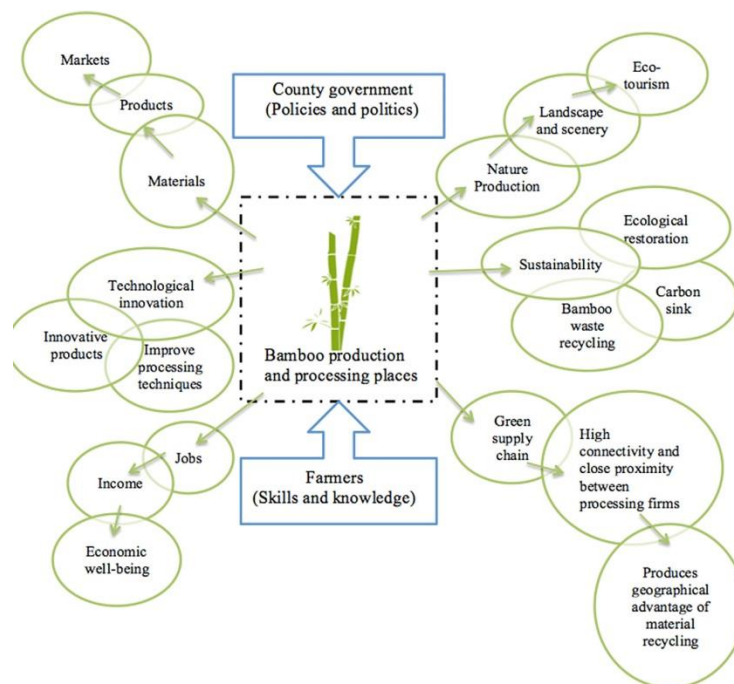 Markets
Products
Materials
County government
(Policies and politics)
Eco-
tourism
Landscape
and scenery
Nature
Production
Technological
innovation
Innovative
products
Improve
processing
techniques
Bamboo production
and processing places
Ecological
restoration
Sustainability
Carbon
sink
Bamboo
waste
recycling
Jobs
Income
Economic
well-being
Farmers
(Skills and knowledge)
Green
supply
chain
High
connectivity and
close proximity
between
processing firms
Produces
geographical
advantage of
material
recycling